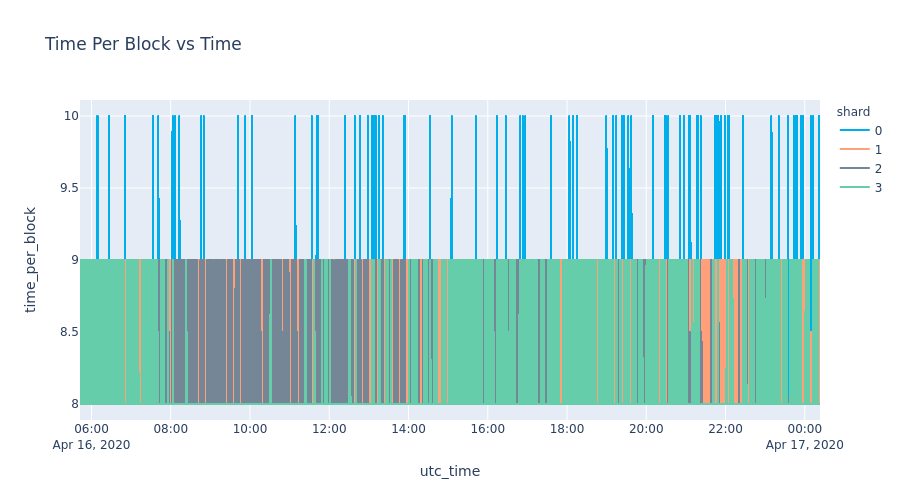 Time Per Block vs Time
shard
0
1
2
3
10
9.5
9
8.5
8
time_per_block
06:00 08:00 10:00 12:00 14:00 16:00 18:00 20:00 22:00 00:00
Apr 16, 2020 Apr 17, 2020
utc_time